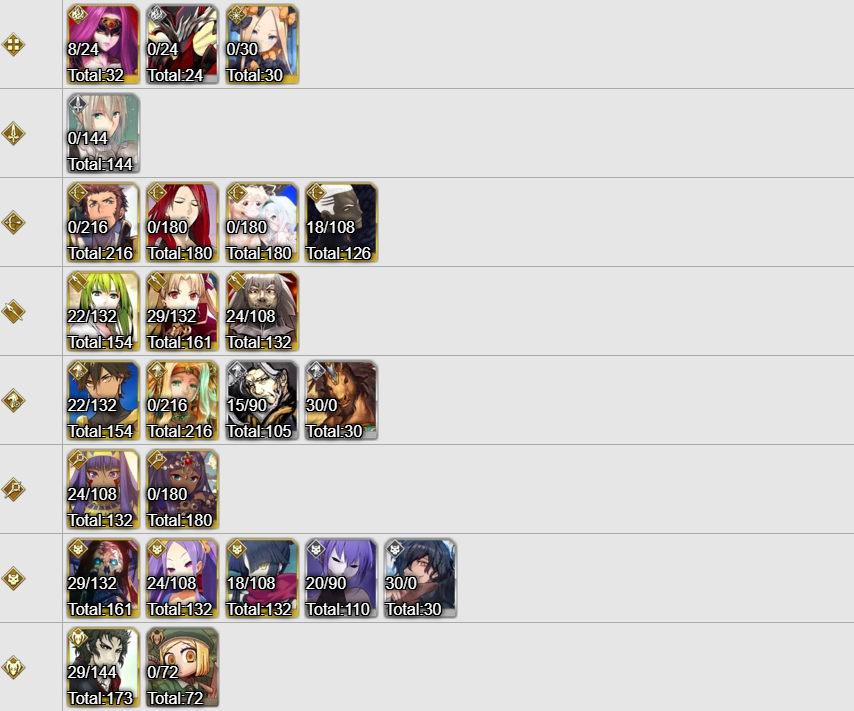 8/24 0/24 0/30
Total:32 Total:24 Total:30
0/144
Total:144
0/216 0/180 0/180 18/108
Total:216 Total:180 Total:180 Total:126
22/132 29/132 24/108
Total:154 Total:161 Total:132
22/132 0/216 15/90 30/0
Total:154 Total:216 Total:105 Total:30
24/108 0/180
Total:132 Total:180
29/132 24/108 18/108 20/90 30/0
Total:161 Total:132 Total:132 Total:110 Total:30
29/144 0/72
Total:173 Total:72